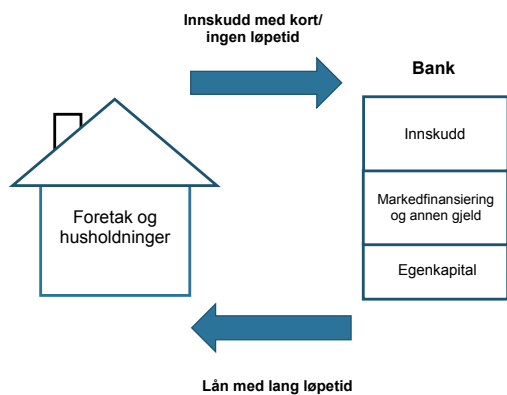 Innskudd med kort/
ingen løpetid
Bank
Innskudd
Foretak og
husholdninger
Markedfinansiering
og annen gjeld
Egenkapital
Lån med lang løpetid